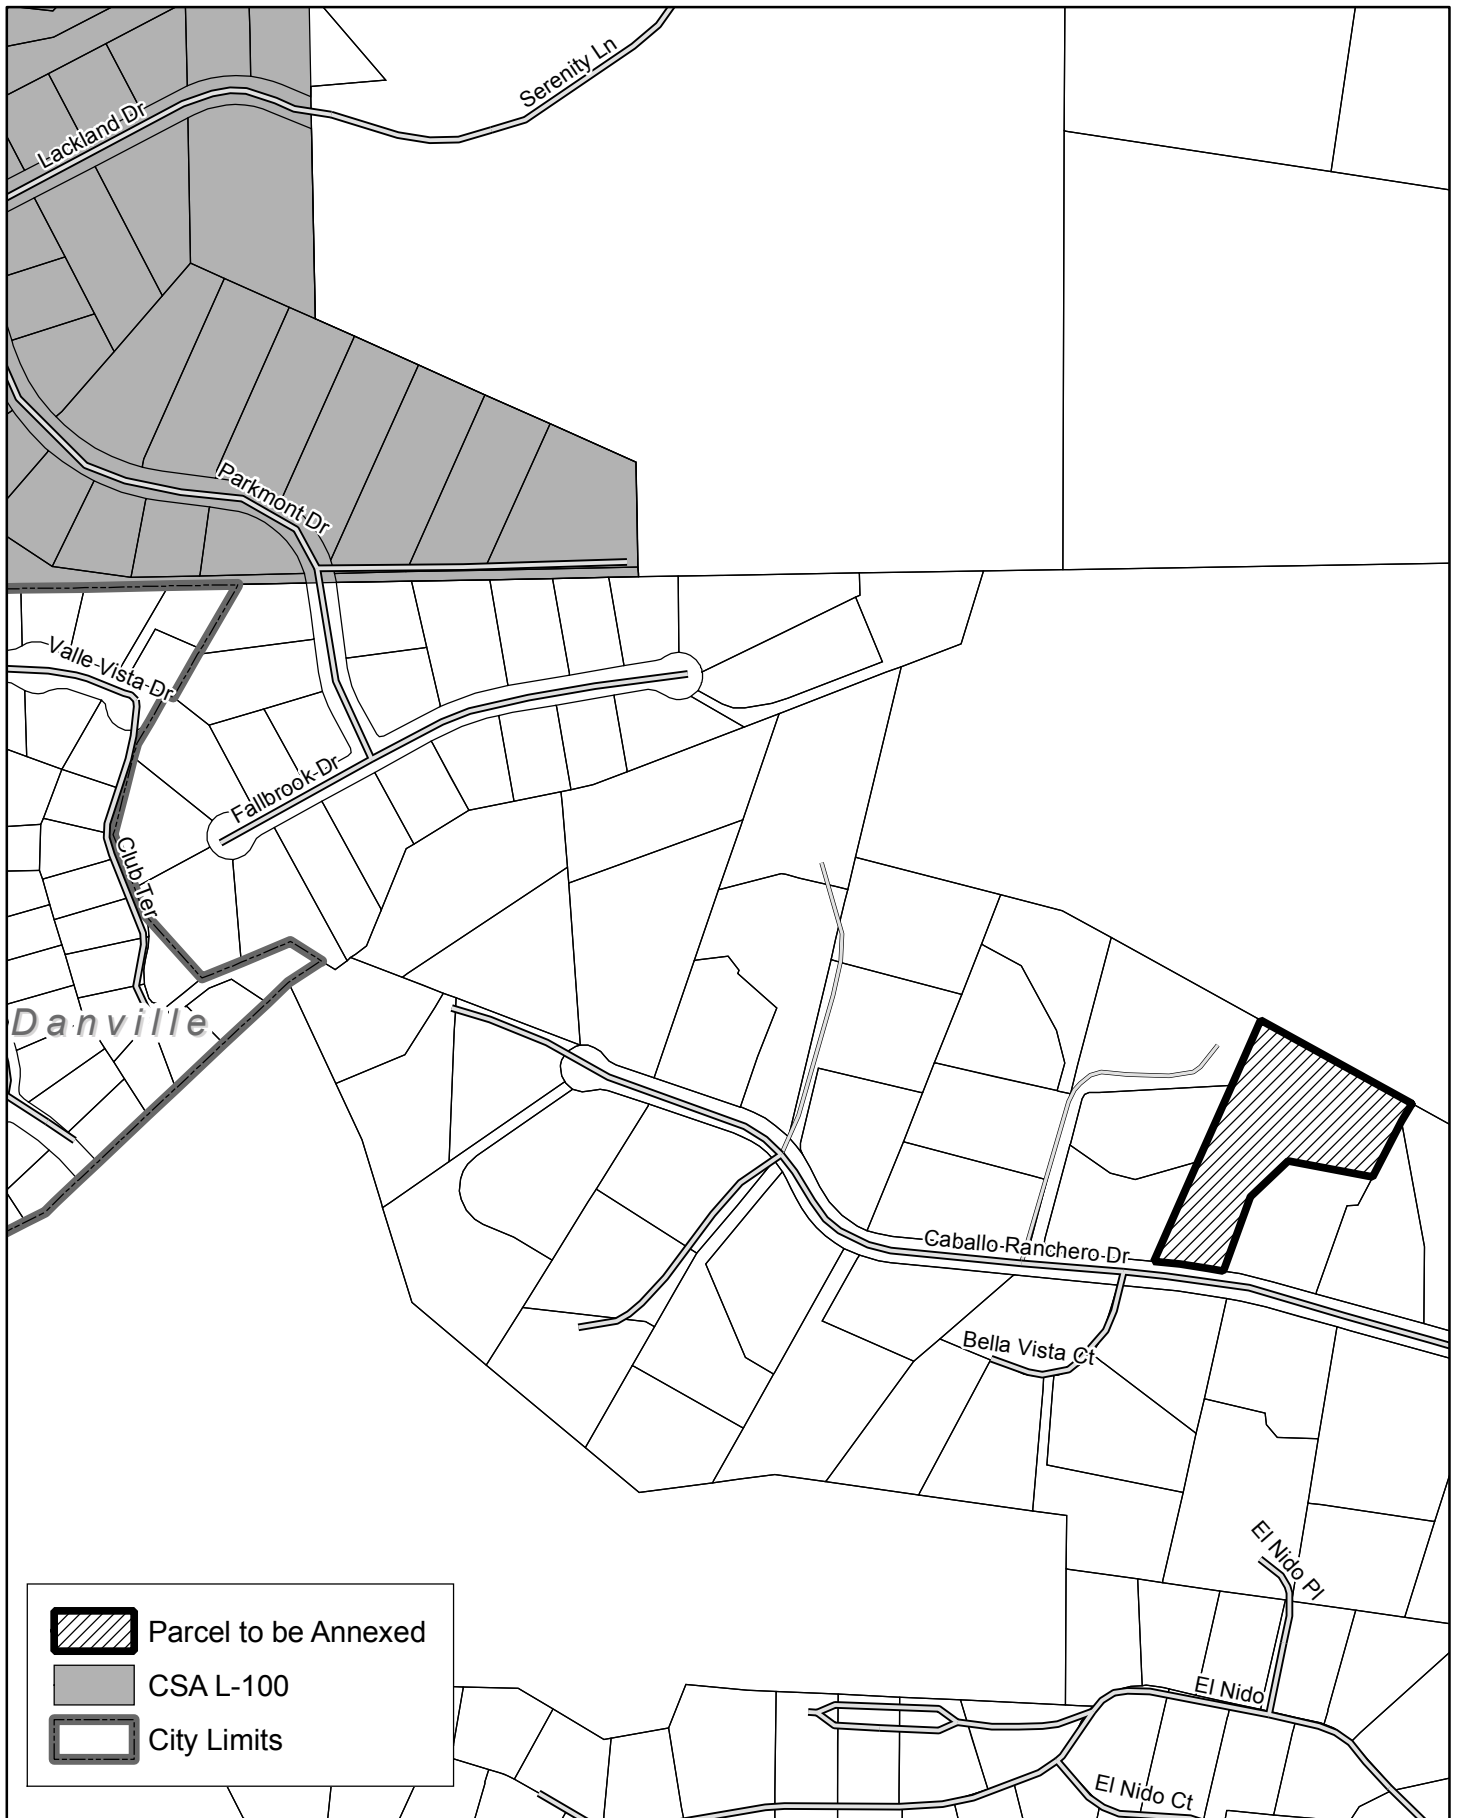 Serenity Ln
Lackland Dr
Parkmont Dr
Valle Vista Dr
Fallbrook Dr
Club Ter
Danville
Caballo Ranchero Dr
Bella Vista Ct
El Nido Pl
El Nido
El Nido Ct
Parcel to be Annexed
CSA L-100
City Limits